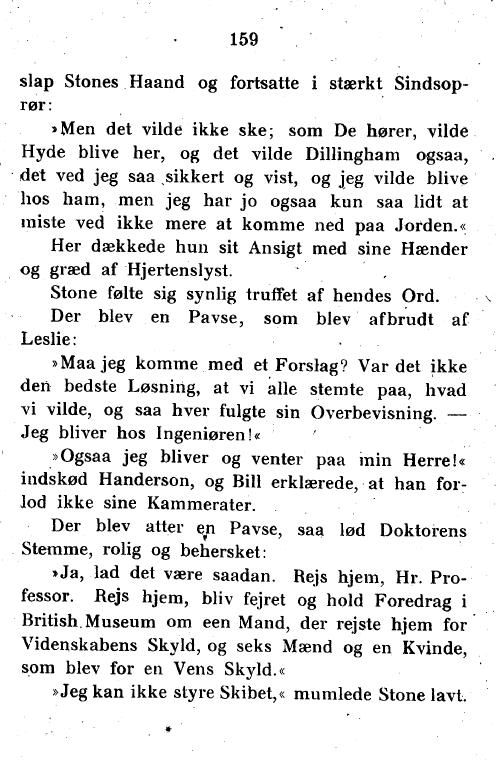 159
slap Stones Haand og fortsatte i stærkt Sindsop-
rør:
»Men det vilde ikke ske; som De hører, vilde
Hyde blive her, og det vilde Dillingham ogsaa,
det ved jeg saa sikkert og vist, og jeg vilde blive
hos ham, men jeg har jo ogsaa kun saa lidt at
miste ved ikke mere at komme ned paa Jorden.«
Her dækkede hun sit Ansigt med sine Hænder
og græd af Hjertenslyst.
Stone følte sig synlig truffet af hendes Ord.
Der blev en Pavse, som blev afbrudt af
Leslie:
»Maa jeg komme med et Forslag? Var det ikke
den bedste Løsning, at vi alle stemte paa, hvad
vi vilde, og saa hver fulgte sin Overbevisning. —
Jeg bliver hos Ingeniøren!«
»Ogsaa jeg bliver og venter paa min Herre!«
indskød Handerson, og Bill erklærede, at han for-
lod ikke sine Kammerater.
Der blev atter en Pavse, saa lød Doktorens
Stemme, rolig og behersket:
»Ja, lad det være saadan. Rejs hjem, Hr. Pro-
fessor. Rejs hjem, bliv fejret og hold Foredrag i
British Museum om een Mand, der rejste hjem for
Videnskabens Skyld, og seks Mænd og en Kvinde,
som blev for en Vens Skyld.«
»Jeg kan ikke styre Skibet,« mumlede Stone lavt.